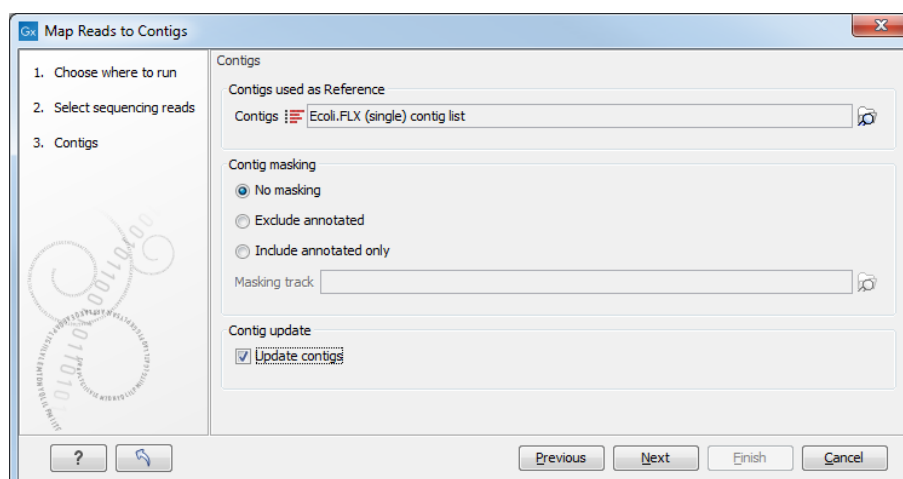 Gx Map Reads to Contigs
1. Choose where to run
2. Select sequencing reads
3. Contigs
Contigs
Contigs used as Reference
Contigs Ecoli.FLX (single) contig list
Contig masking
No masking
Exclude annotated
Include annotated only
Masking track
Contig update
Update contigs
? Previous Next Finish Cancel